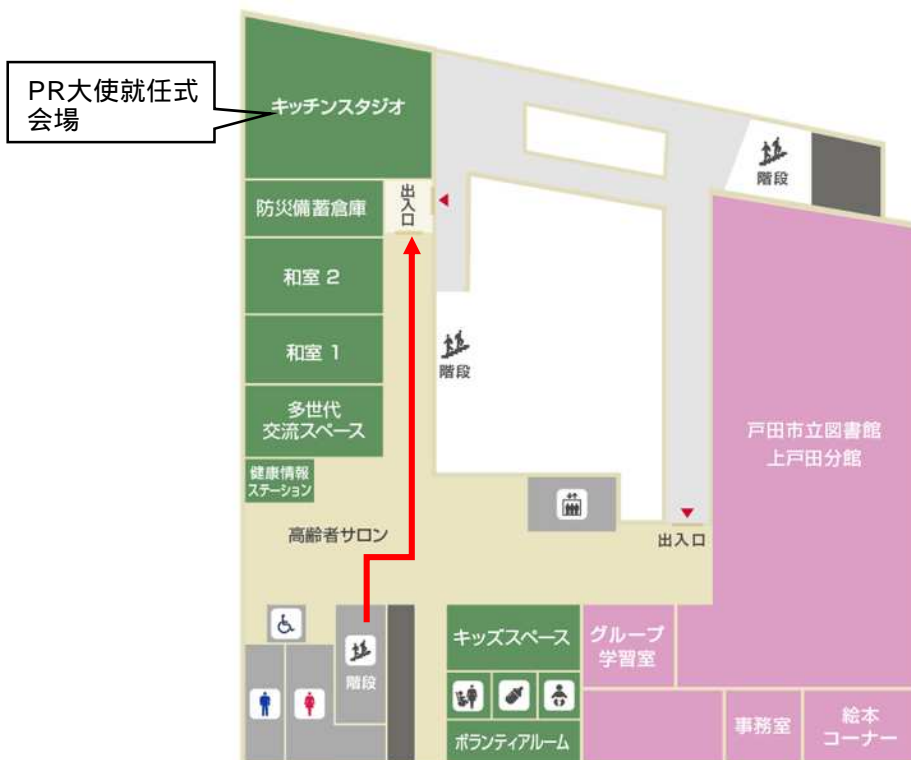 PR大使就任式
会場
キッチンスタジオ
階段
防災備蓄倉庫
出入口
和室 2
和室 1
階段
多世代
交流スペース
戸田市立図書館
上戸田分館
健康情報
ステーション
高齢者サロン
出入口
キッズスペース
グループ
学習室
階段
ボランティアルーム
事務室
絵本
コーナー